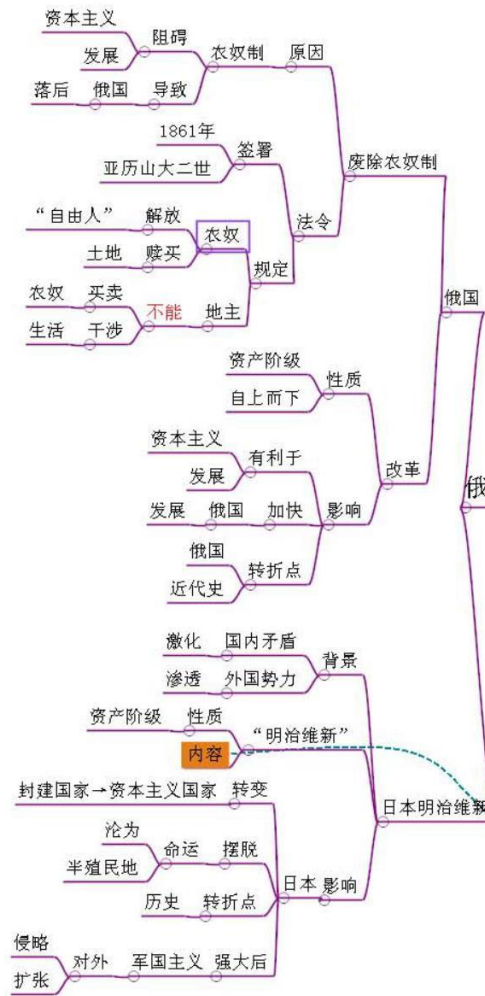 资本主义
发展
阻碍
农奴制
原因
落后
俄国
导致
1861年
亚历山大二世
签署
废除农奴制
法令
“自由人”
解放
农奴
土地
赎买
规定
农奴
买卖
不能
地主
生活
干涉
俄国
资产阶级
自上而下
性质
资本主义
发展
有利于
改革
发展
俄国
加快
影响
俄国
近代史
转折点
俄
激化
国内矛盾
背景
渗透
外国势力
资产阶级
性质
“明治维新”
内容
封建国家→资本主义国家
转变
日本明治维新
沦为
半殖民地
命运
摆脱
日本
影响
历史
转折点
侵略
扩张
对外
军国主义
强大后